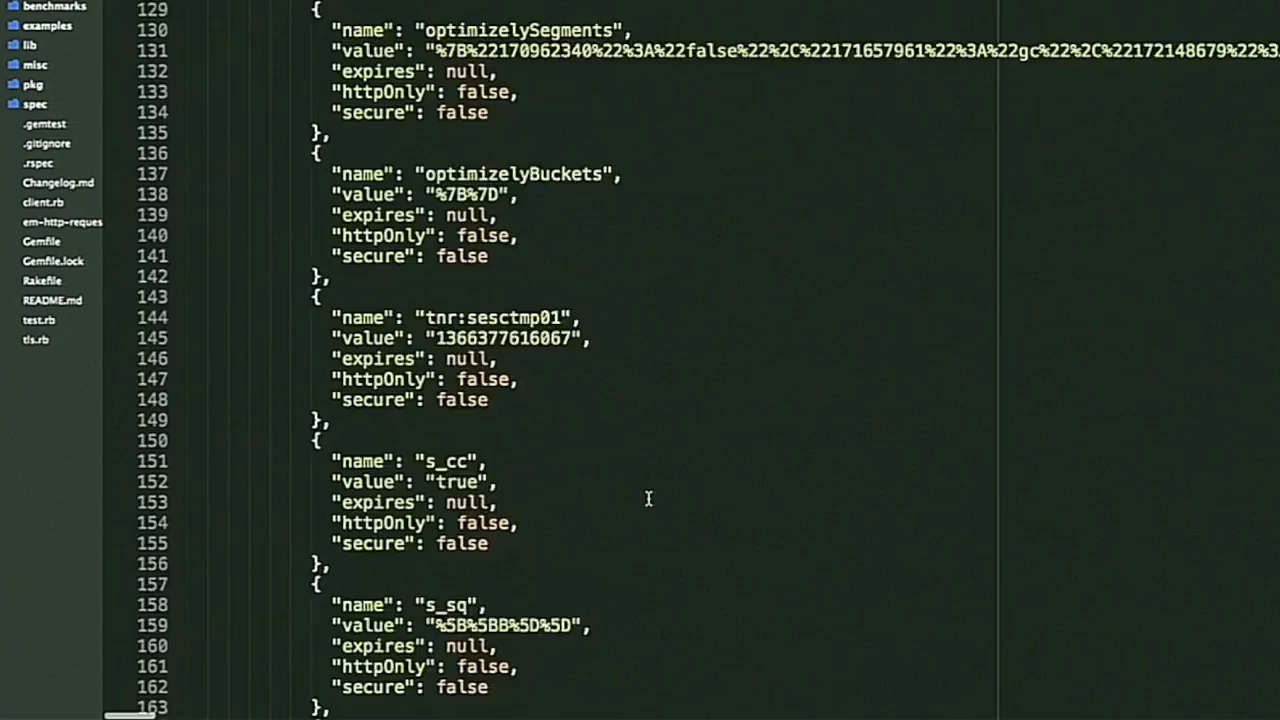 benchmarks
examples
lib
misc
pkg
spec
.gemtest
.gitignore
.rspec
Changelog.md
client.rb
em-http-reques
Gemfile
Gemfile.lock
Rakefile
README.md
test.rb
tls.rb
129 {
130 "name": "optimizelySegments",
131 "value": "%7B%22170962340%22%3A%22false%22%2C%22171657961%22%3A%22gc%22%2C%22172148679%22%3
132 "expires": null,
133 "httpOnly": false,
134 "secure": false
135 },
136 {
137 "name": "optimizelyBuckets",
138 "value": "%7B%7D",
139 "expires": null,
140 "httpOnly": false,
141 "secure": false
142 },
143 {
144 "name": "tnr:sesctmp01",
145 "value": "1366377616067",
146 "expires": null,
147 "httpOnly": false,
148 "secure": false
149 },
150 {
151 "name": "s_cc",
152 "value": "true",
153 "expires": null,
154 "httpOnly": false,
155 "secure": false
156 },
157 {
158 "name": "s_sq",
159 "value": "%5B%5BB%5D%5D",
160 "expires": null,
161 "httpOnly": false,
162 "secure": false
163 },